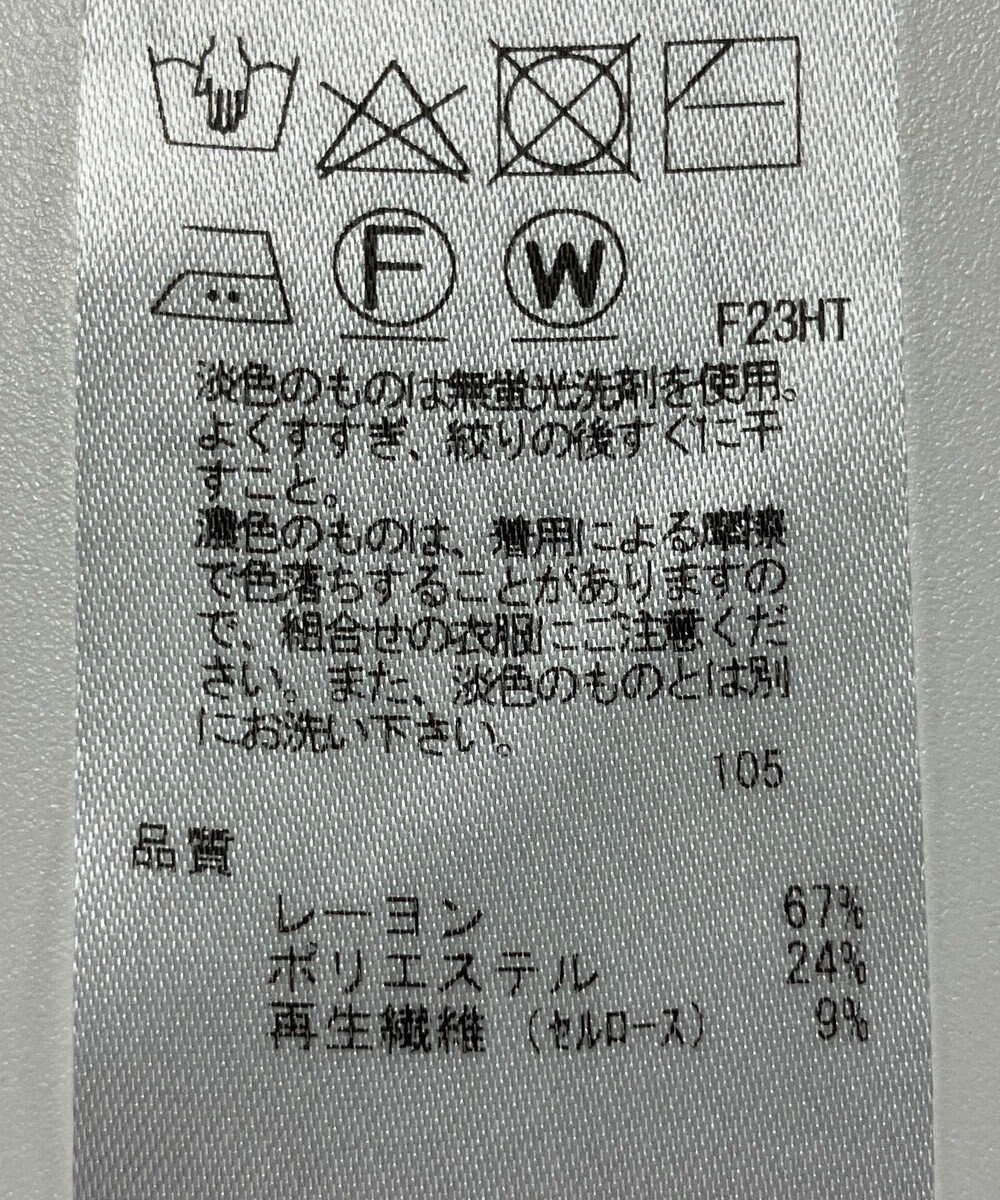 F
W
F23HT
淡色のものは無蛍光洗剤を使用。
よくすすぎ、絞りの後すぐに干
すこと。
濃色のものは、着用による摩擦
で色落ちすることがありますの
で、組合せの衣服にご注意くだ
さい。また、淡色のものとは別
にお洗い下さい。
105
品質
レーヨン 67%
ポリエステル 24%
再生繊維（セルロース） 9%